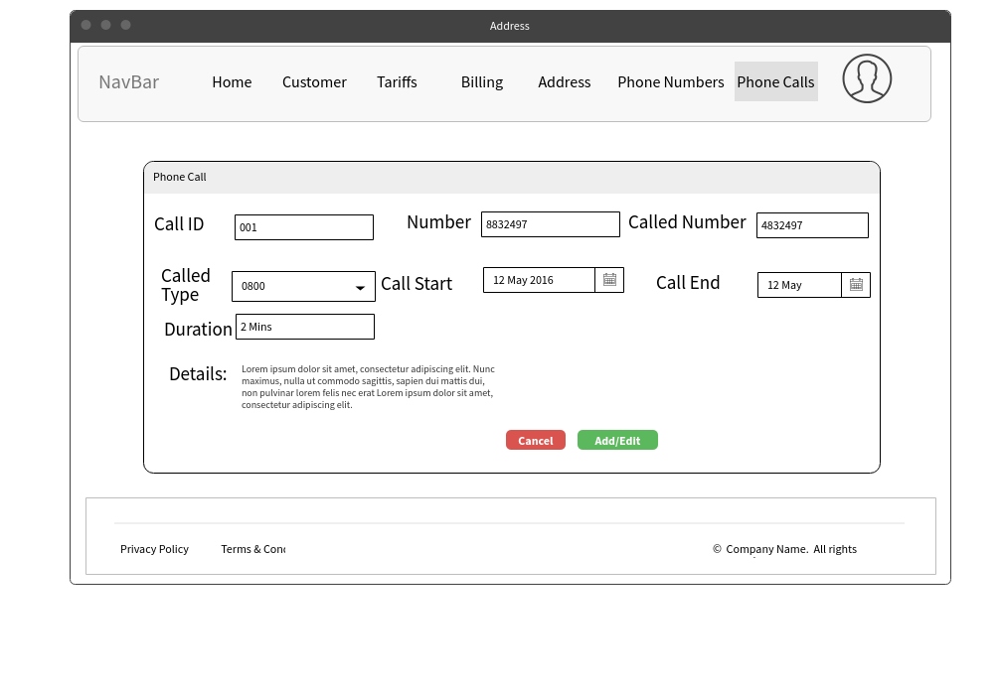 Address
NavBar Home Customer Tariffs Billing Address Phone Numbers Phone Calls
Phone Call
Call ID 001 Number 8832497 Called Number 4832497
Called
Type 0800 Call Start 12 May 2016 Call End 12 May
Duration 2 Mins
Details: Lorem ipsum dolor sit amet, consectetur adipiscing elit. Nunc
maximus, nulla ut commodo sagittis, sapien dui mattis dui,
non pulvinar lorem felis nec erat Lorem ipsum dolor sit amet,
consectetur adipiscing elit.
Cancel Add/Edit
Privacy Policy Terms & © Company Name. All rights